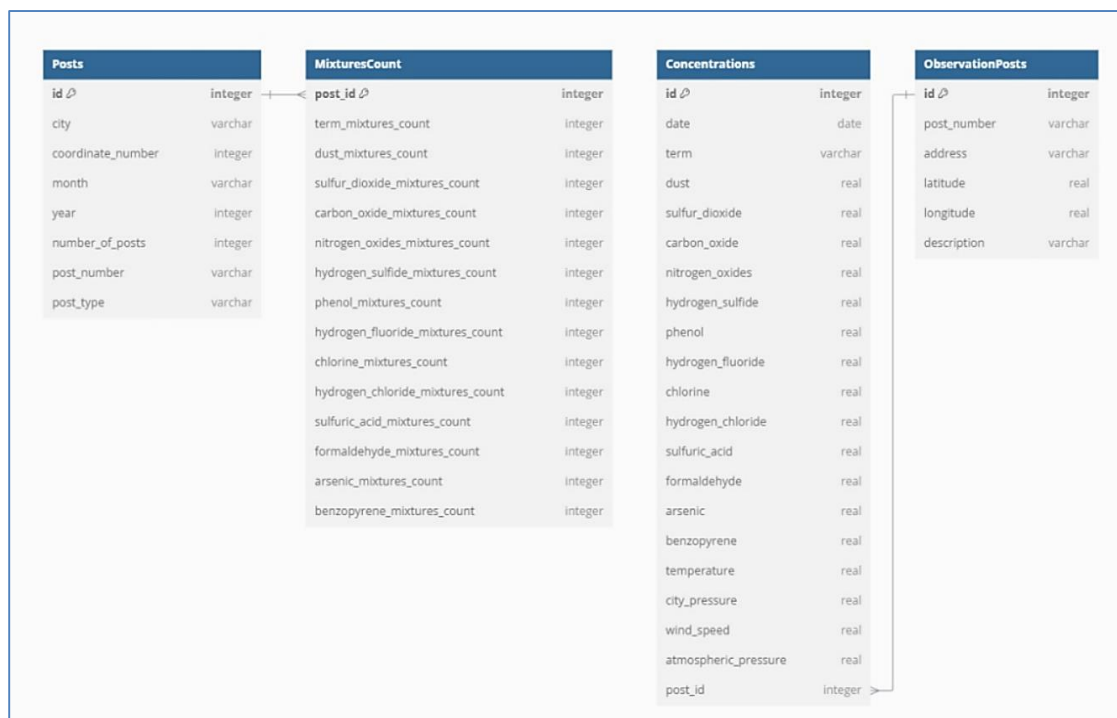 Posts
id integer
city varchar
coordinate_number integer
month varchar
year integer
number_of_posts integer
post_number varchar
post_type varchar
MixturesCount
post_id integer
term_mixtures_count integer
dust_mixtures_count integer
sulfur_dioxide_mixtures_count integer
carbon_oxide_mixtures_count integer
nitrogen_oxides_mixtures_count integer
hydrogen_sulfide_mixtures_count integer
phenol_mixtures_count integer
hydrogen_fluoride_mixtures_count integer
chlorine_mixtures_count integer
hydrogen_chloride_mixtures_count integer
sulfuric_acid_mixtures_count integer
formaldehyde_mixtures_count integer
arsenic_mixtures_count integer
benzopyrene_mixtures_count integer
Concentrations
id integer
date date
term varchar
dust real
sulfur_dioxide real
carbon_oxide real
nitrogen_oxides real
hydrogen_sulfide real
phenol real
hydrogen_fluoride real
chlorine real
hydrogen_chloride real
sulfuric_acid real
formaldehyde real
arsenic real
benzopyrene real
temperature real
city_pressure real
wind_speed real
atmospheric_pressure real
post_id integer
ObservationPosts
id integer
post_number varchar
address varchar
latitude real
longitude real
description varchar